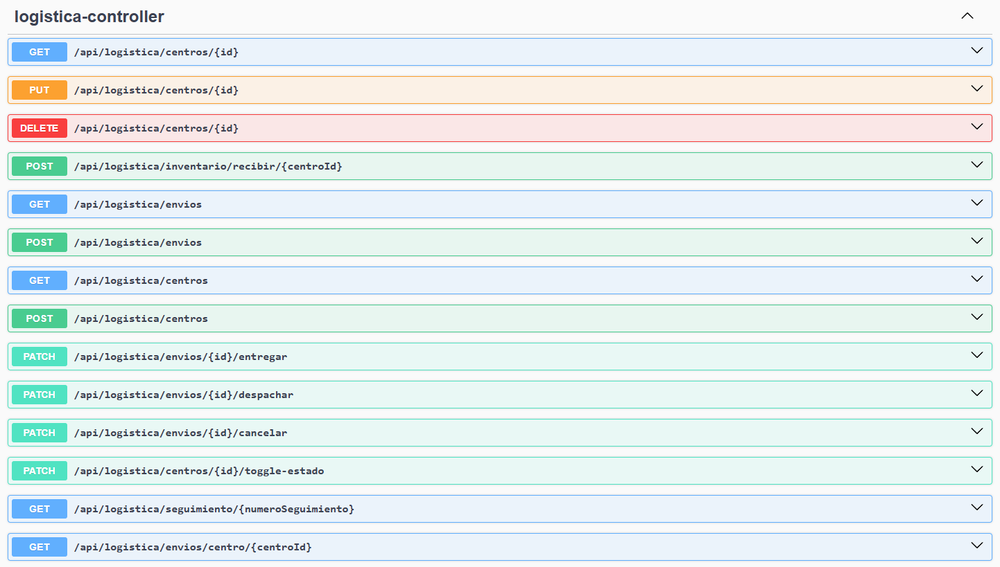 logistica-controller
GET /api/logistica/centros/{id}
PUT /api/logistica/centros/{id}
DELETE /api/logistica/centros/{id}
POST /api/logistica/inventario/recibir/{centroId}
GET /api/logistica/envios
POST /api/logistica/envios
GET /api/logistica/centros
POST /api/logistica/centros
PATCH /api/logistica/envios/{id}/entregar
PATCH /api/logistica/envios/{id}/despachar
PATCH /api/logistica/envios/{id}/cancelar
PATCH /api/logistica/centros/{id}/toggle-estado
GET /api/logistica/seguimiento/{numeroSeguimiento}
GET /api/logistica/envios/centro/{centroId}